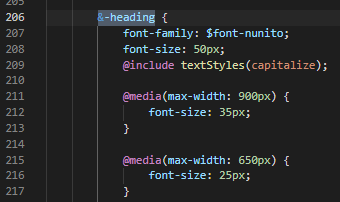 205
206 &-heading {
207 font-family: $font-nunito;
208 font-size: 50px;
209 @include textStyles(capitalize);
210
211 @media(max-width: 900px) {
212 font-size: 35px;
213 }
214
215 @media(max-width: 650px) {
216 font-size: 25px;
217 }